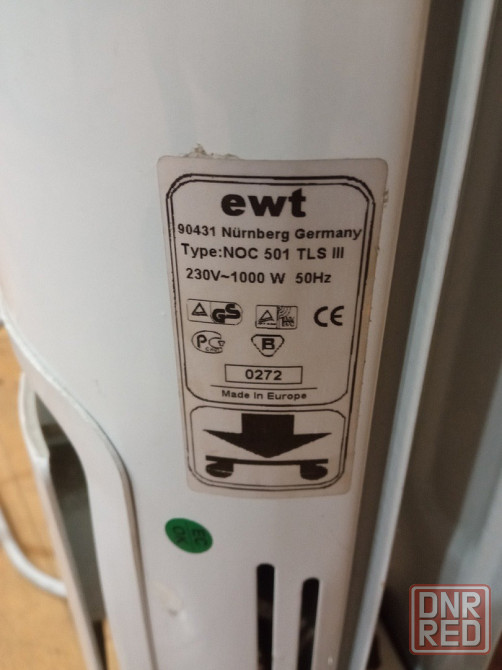 ewt
90431 Nürnberg Germany
Type:NOC 501 TLS III
230V~1000 W 50Hz
GS
CE
B
0272
Made in Europe
DNR
RED